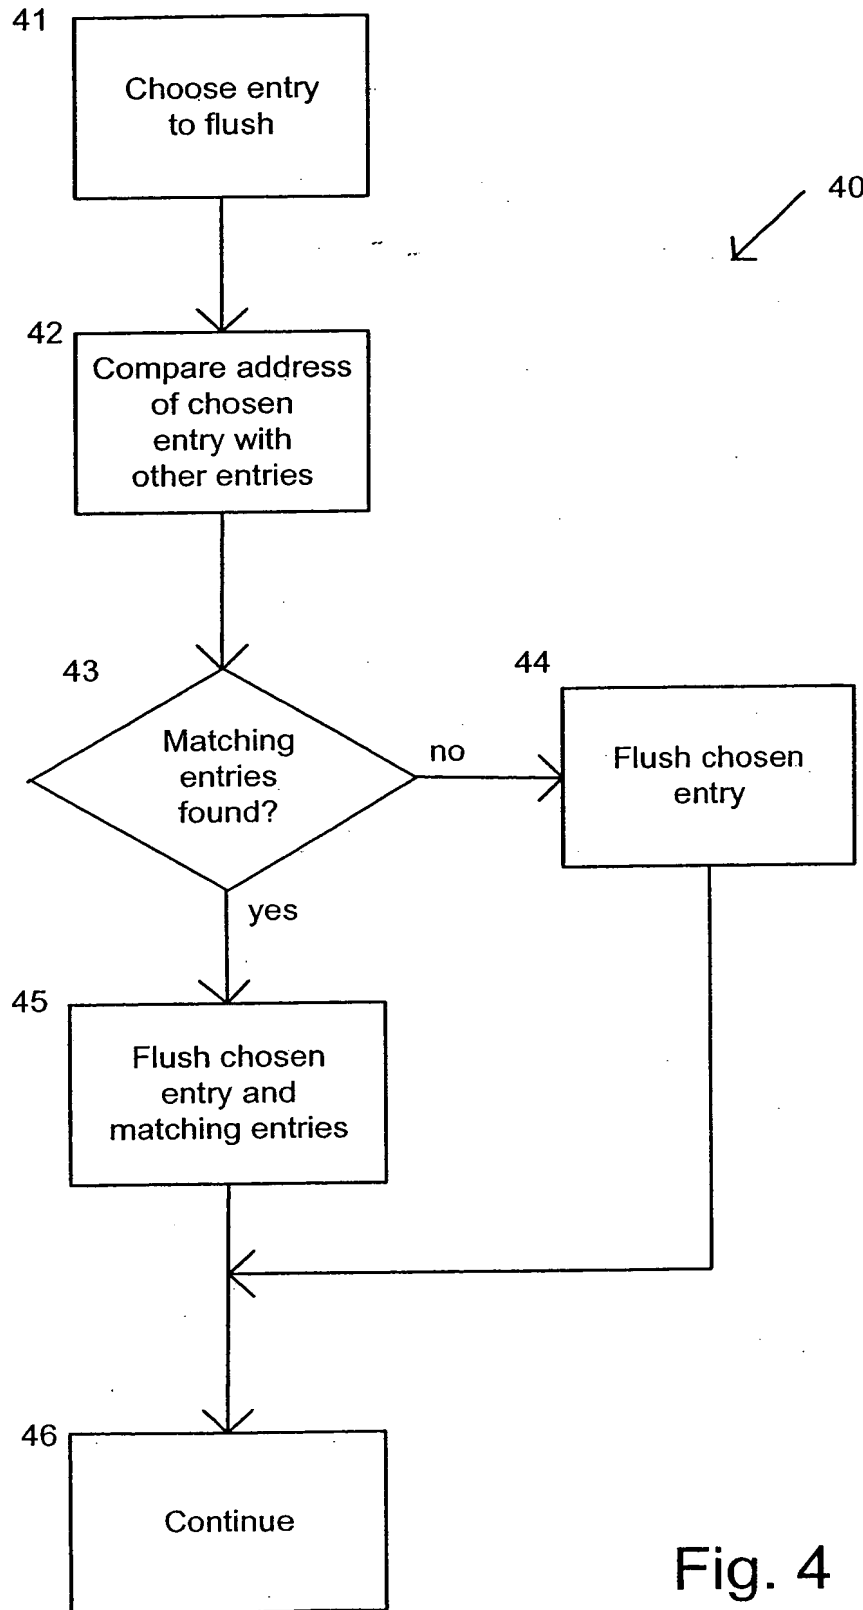 41
Choose entry
to flush
40
42
Compare address
of chosen
entry with
other entries
43
Matching
entries
found?
no
44
Flush chosen
entry
yes
45
Flush chosen
entry and
matching entries
46
Continue
Fig. 4